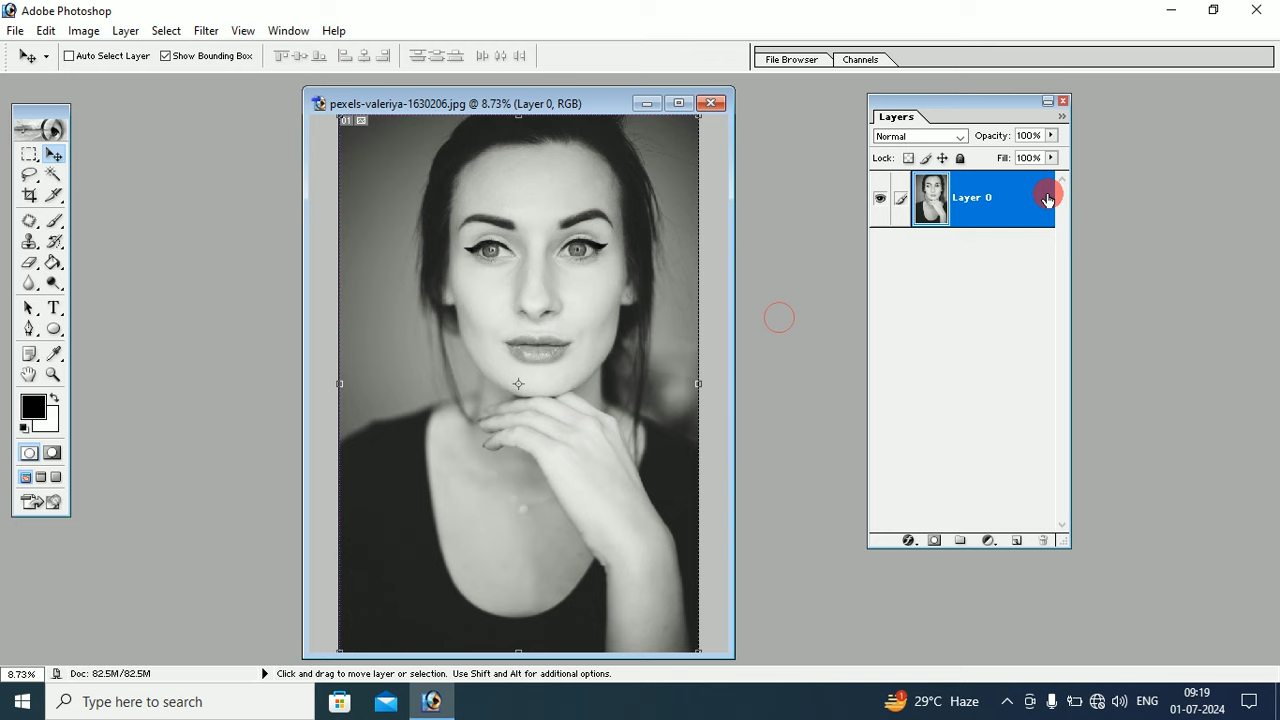 Adobe Photoshop
File Edit Image Layer Select Filter View Window Help
Auto Select Layer Show Bounding Box
File Browser Channels
pexels-valeriya-1630206.jpg @ 8.73% (Layer 0, RGB)
01
Layers
Normal Opacity: 100%
Lock: Fill: 100%
Layer 0
T
8.73% Doc: 82.5M/82.5M Click and drag to move layer or selection. Use Shift and Alt for additional options.
Type here to search
1 29°C Haze ENG 09:19
01-07-2024